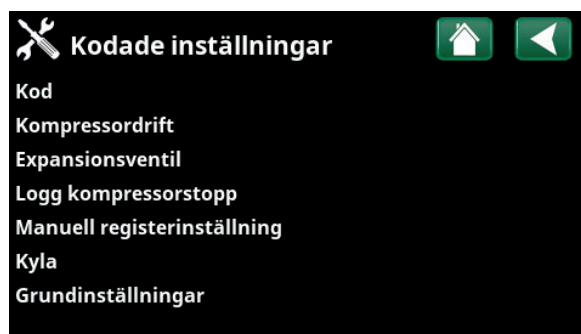 Kodade inställningar
Kod
Kompressordrift
Expansionsventil
Logg kompressorstopp
Manuell registerinställning
Kyla
Grundinställningar